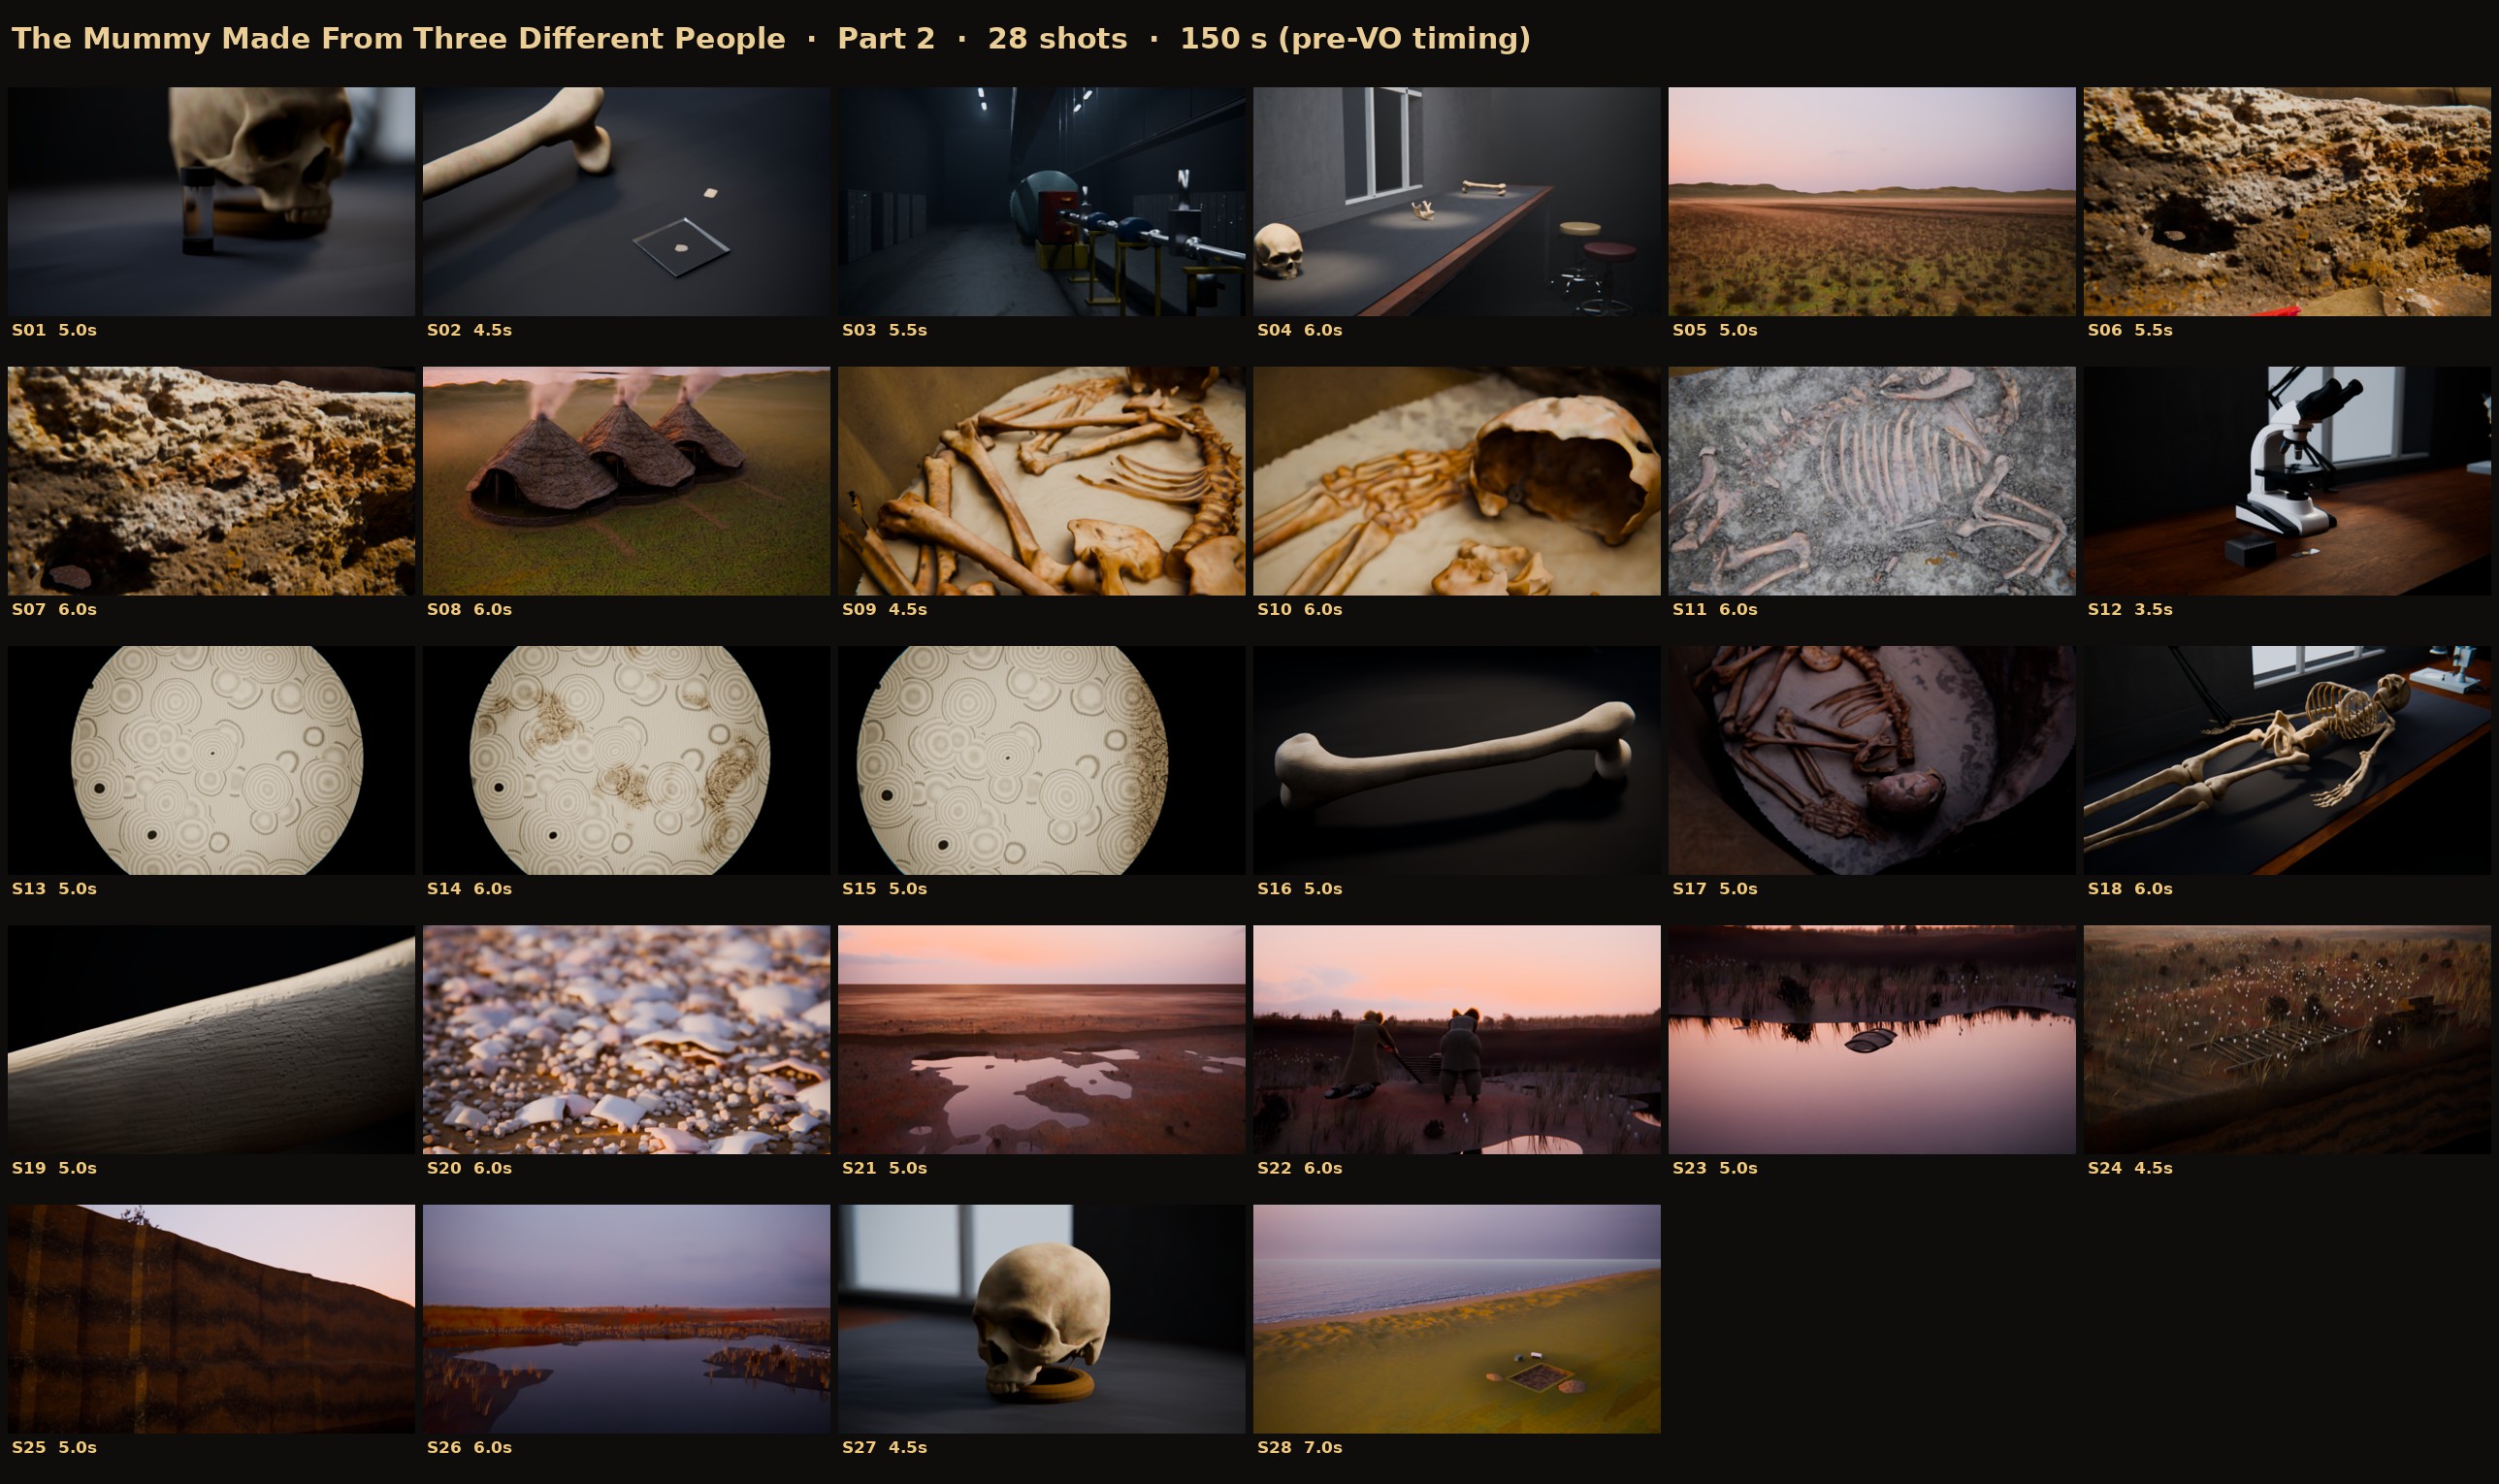 The Mummy Made From Three Different People · Part 2 · 28 shots · 150 s (pre-VO timing)
S01 5.0s
S02 4.5s
S03 5.5s
S04 6.0s
S05 5.0s
S06 5.5s
S07 6.0s
S08 6.0s
S09 4.5s
S10 6.0s
S11 6.0s
S12 3.5s
S13 5.0s
S14 6.0s
S15 5.0s
S16 5.0s
S17 5.0s
S18 6.0s
S19 5.0s
S20 6.0s
S21 5.0s
S22 6.0s
S23 5.0s
S24 4.5s
S25 5.0s
S26 6.0s
S27 4.5s
S28 7.0s